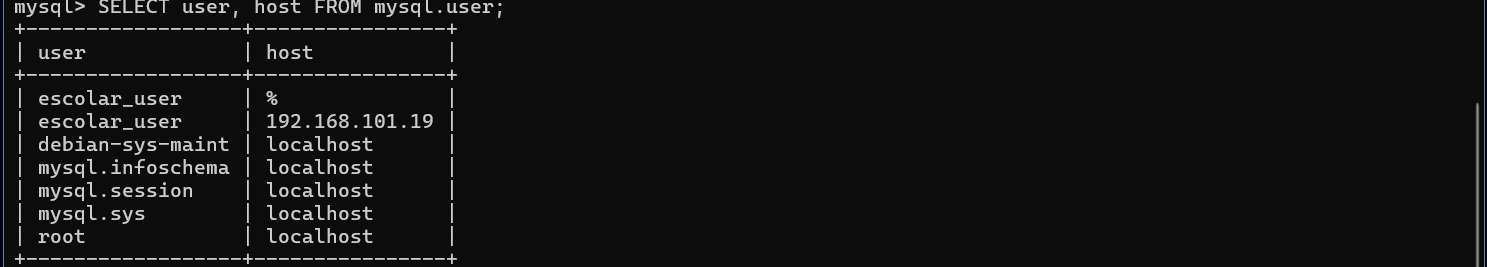 mysql> SELECT user, host FROM mysql.user;
+------------------+----------------+
| user             | host           |
+------------------+----------------+
| escolar_user     | %              |
| escolar_user     | 192.168.101.19 |
| debian-sys-maint | localhost      |
| mysql.infoschema | localhost      |
| mysql.session    | localhost      |
| mysql.sys        | localhost      |
| root             | localhost      |
+------------------+----------------+